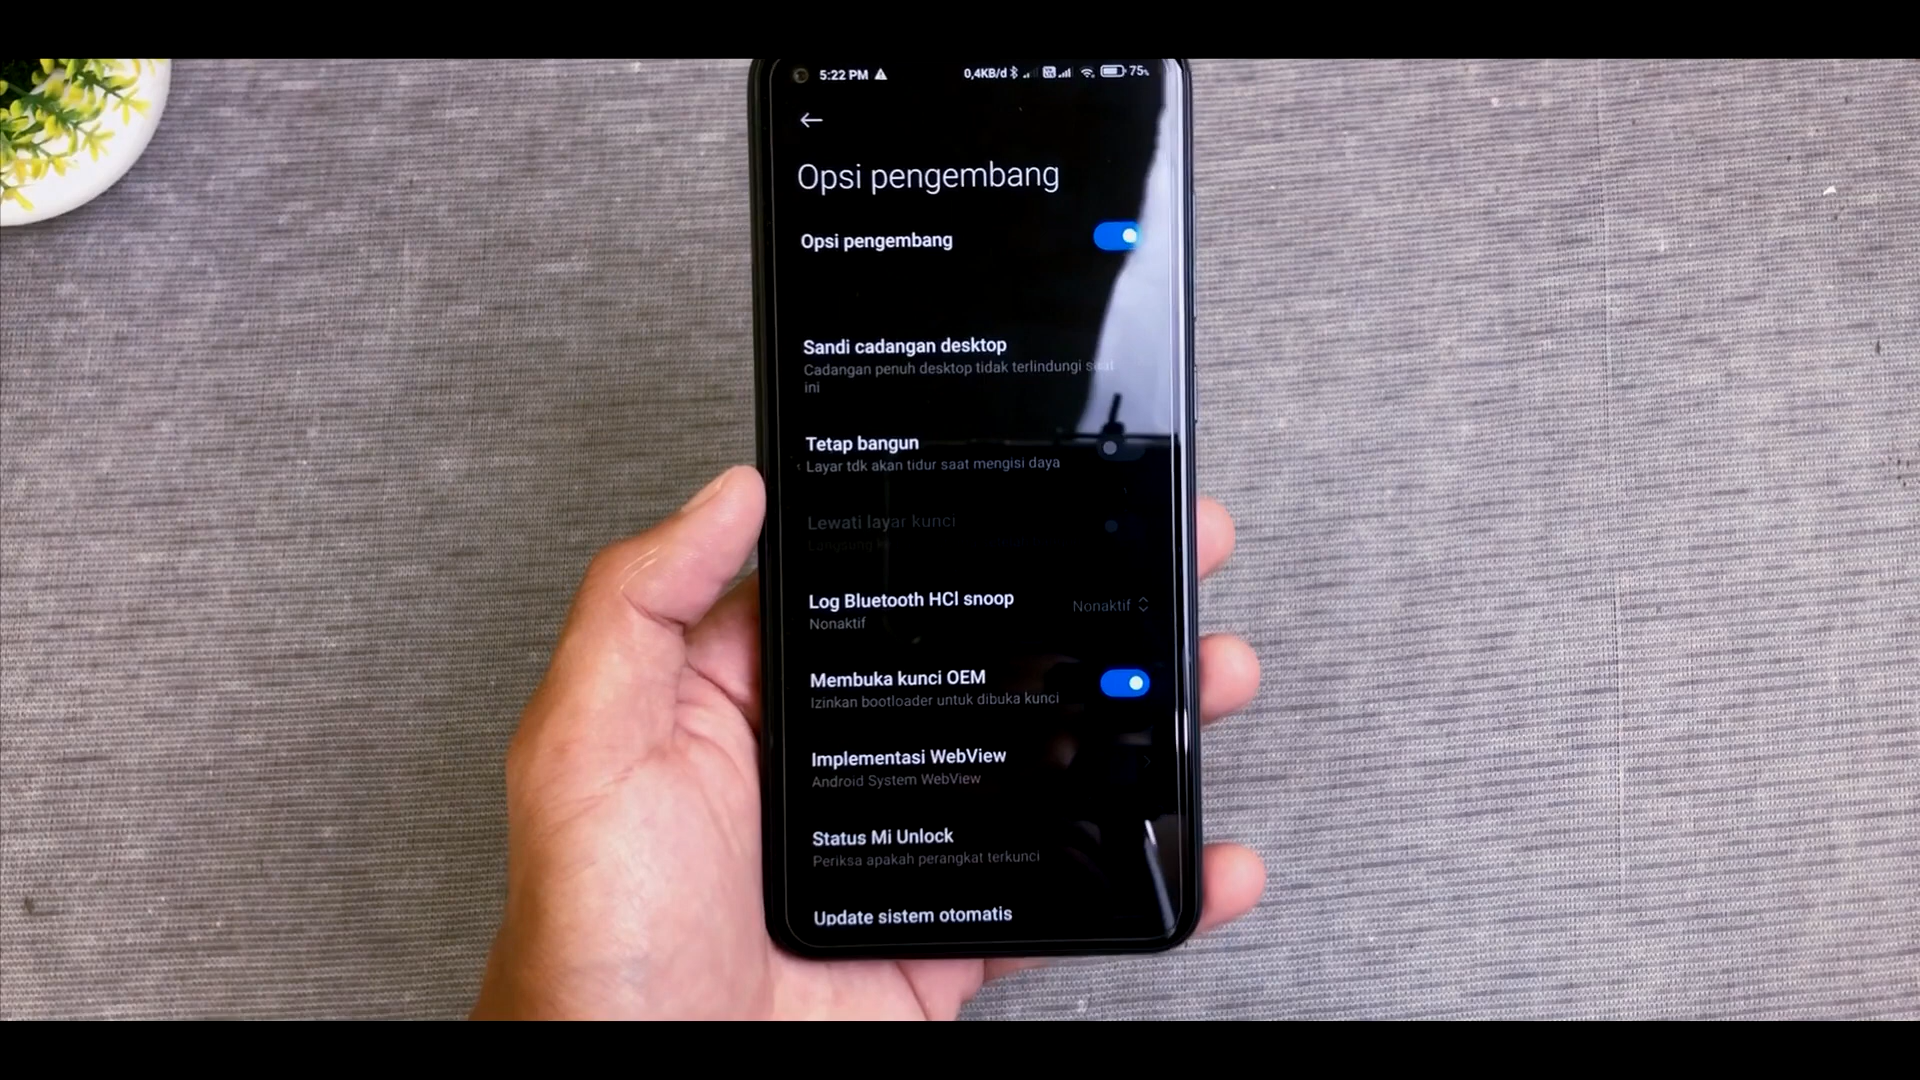 5:22 PM
0,4KB/d
75%
Opsi pengembang
Opsi pengembang
Sandi cadangan desktop
Cadangan penuh desktop tidak terlindungi saat
ini
Tetap bangun
Layar tdk akan tidur saat mengisi daya
Lewati layar kunci
Langsung
Log Bluetooth HCI snoop
Nonaktif
Nonaktif
Membuka kunci OEM
Izinkan bootloader untuk dibuka kunci
Implementasi WebView
Android System WebView
Status Mi Unlock
Periksa apakah perangkat terkunci
Update sistem otomatis